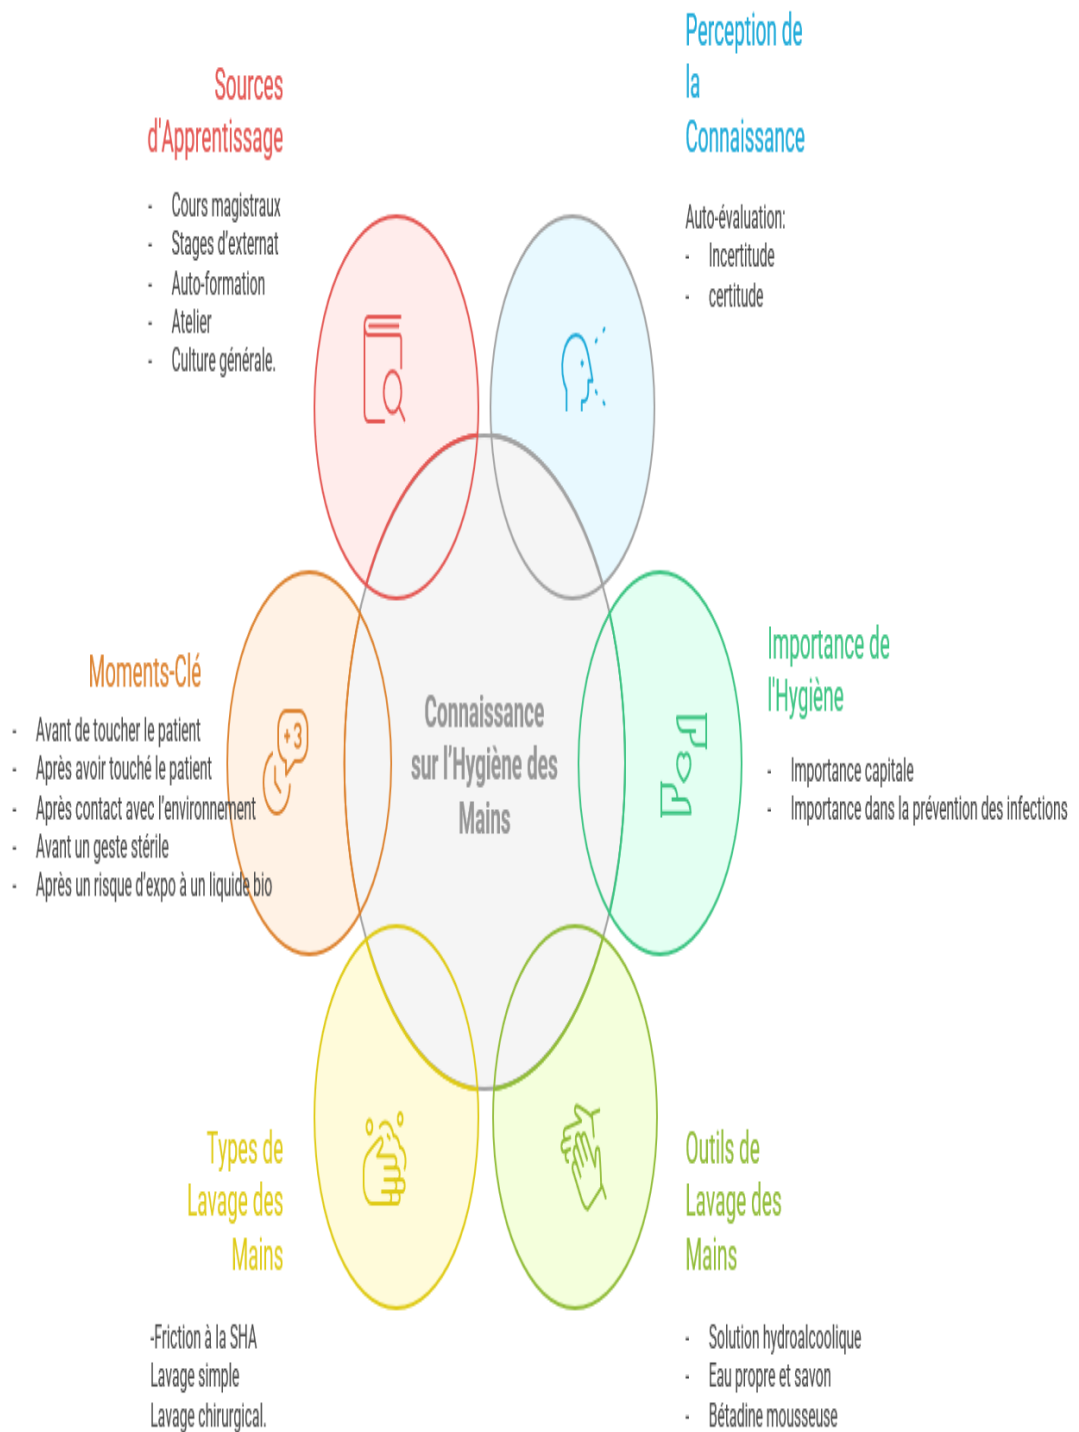 Perception de
la
Connaissance
Auto-évaluation:
- Incertitude
- certitude
Sources
d'Apprentissage
- Cours magistraux
- Stages d'externat
- Auto-formation
- Atelier
- Culture générale.
Moments-Clé
- Avant de toucher le patient
- Après avoir touché le patient
- Après contact avec l'environnement
- Avant un geste stérile
- Après un risque d'expo à un liquide bio
+3
Connaissance
sur l'Hygiène des
Mains
Importance de
l'Hygiène
- Importance capitale
- Importance dans la prévention des infections
Types de
Lavage des
Mains
-Friction à la SHA
Lavage simple
Lavage chirurgical.
Outils de
Lavage des
Mains
- Solution hydroalcoolique
- Eau propre et savon
- Bétadine mousseuse